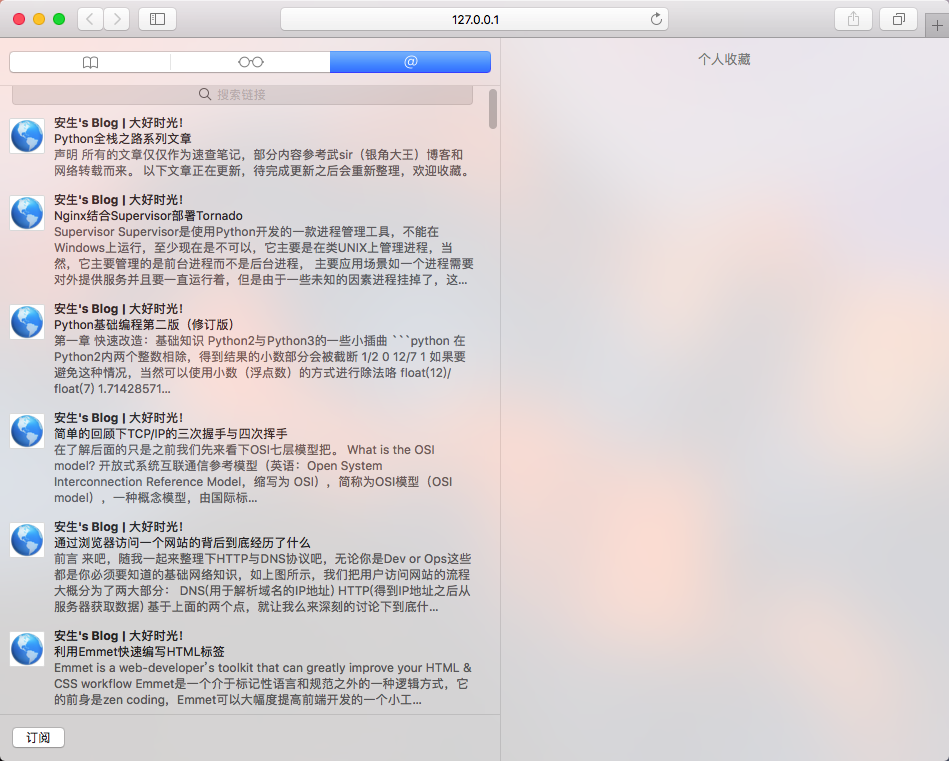 127.0.0.1
@
个人收藏
搜索链接
安生's Blog | 大好时光!
Python全栈之路系列文章
声明 所有的文章仅仅作为速查笔记，部分内容参考武sir（银角大王）博客和
网络转载而来。 以下文章正在更新，待完成更新之后会重新整理，欢迎收藏。
安生's Blog | 大好时光!
Nginx结合Supervisor部署Tornado
Supervisor Supervisor是使用Python开发的一款进程管理工具，不能在
Windows上运行，至少现在是不可以，它主要是在类UNIX上管理进程，当
然，它主要管理的是前台进程而不是后台进程， 主要应用场景如一个进程需要
对外提供服务并且要一直运行着，但是由于一些未知的因素进程挂掉了，这...
安生's Blog | 大好时光!
Python基础编程第二版（修订版）
第一章 快速改造：基础知识 Python2与Python3的一些小插曲 ```python 在
Python2内两个整数相除，得到结果的小数部分会被截断 1/2 0 12/7 1 如果要
避免这种情况，当然可以使用小数（浮点数）的方式进行除法咯 float(12)/
float(7) 1.71428571...
安生's Blog | 大好时光!
简单的回顾下TCP/IP的三次握手与四次挥手
在了解后面的只是之前我们先来看下OSI七层模型把。 What is the OSI
model? 开放式系统互联通信参考模型（英语：Open System
Interconnection Reference Model，缩写为 OSI），简称为OSI模型（OSI
model），一种概念模型，由国际标...
安生's Blog | 大好时光!
通过浏览器访问一个网站的背后到底经历了什么
前言 来吧，随我一起来整理下HTTP与DNS协议吧，无论你是Dev or Ops这些
都是你必须要知道的基础网络知识，如上图所示，我们把用户访问网站的流程
大概分为了两大部分： DNS(用于解析域名的IP地址) HTTP(得到IP地址之后从
服务器获取数据) 基于上面的两个点，就让我么来深刻的讨论下到底什...
安生's Blog | 大好时光!
利用Emmet快速编写HTML标签
Emmet is a web-developer’s toolkit that can greatly improve your HTML &
CSS workflow Emmet是一个介于标记性语言和规范之外的一种逻辑方式，它
的前身是zen coding，Emmet可以大幅度提高前端开发的一个小工...
订阅